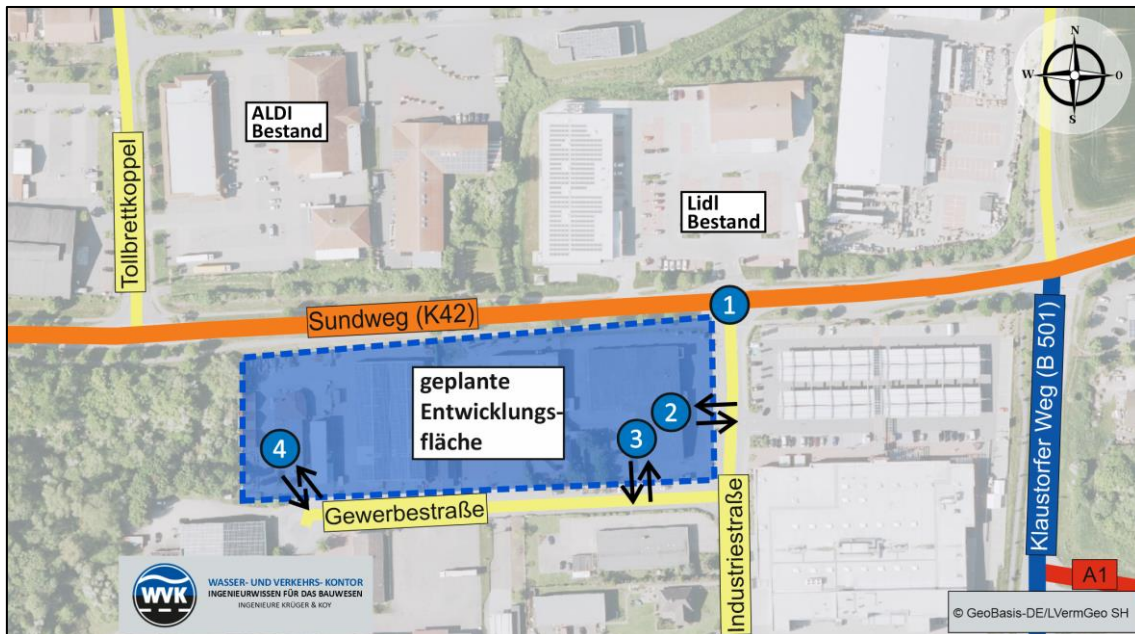 N
W
O
S
ALDI
Bestand
Lidl
Bestand
Tollbrettkoppel
Sundweg (K42)
1
geplante
Entwicklungs-
fläche
2
3
4
Gewerbestraße
Industriestraße
Klaustorfer Weg (B 501)
A1
WVK
WASSER- UND VERKEHRS- KONTOR
INGENIEURWISSEN FÜR DAS BAUWESEN
INGENIEURE KRÜGER & KOY
© GeoBasis-DE/LVermGeo SH